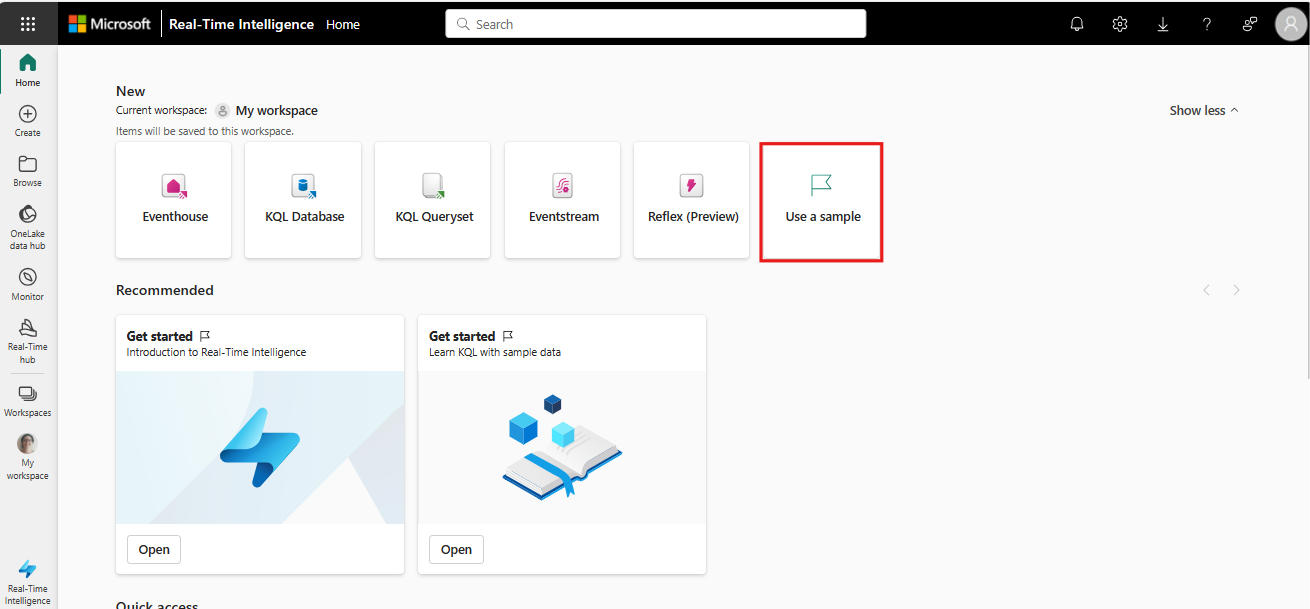 Microsoft
Real-Time Intelligence
Home
Search
Home
Create
Browse
OneLake
data hub
Monitor
Real-Time
hub
Workspaces
My
workspace
Real-Time
Intelligence
New
Current workspace: My workspace
Show less
Items will be saved to this workspace.
Eventhouse
KQL Database
KQL Queryset
Eventstream
Reflex (Preview)
Use a sample
Recommended
Get started
Introduction to Real-Time Intelligence
Open
Get started
Learn KQL with sample data
Open
Quick access